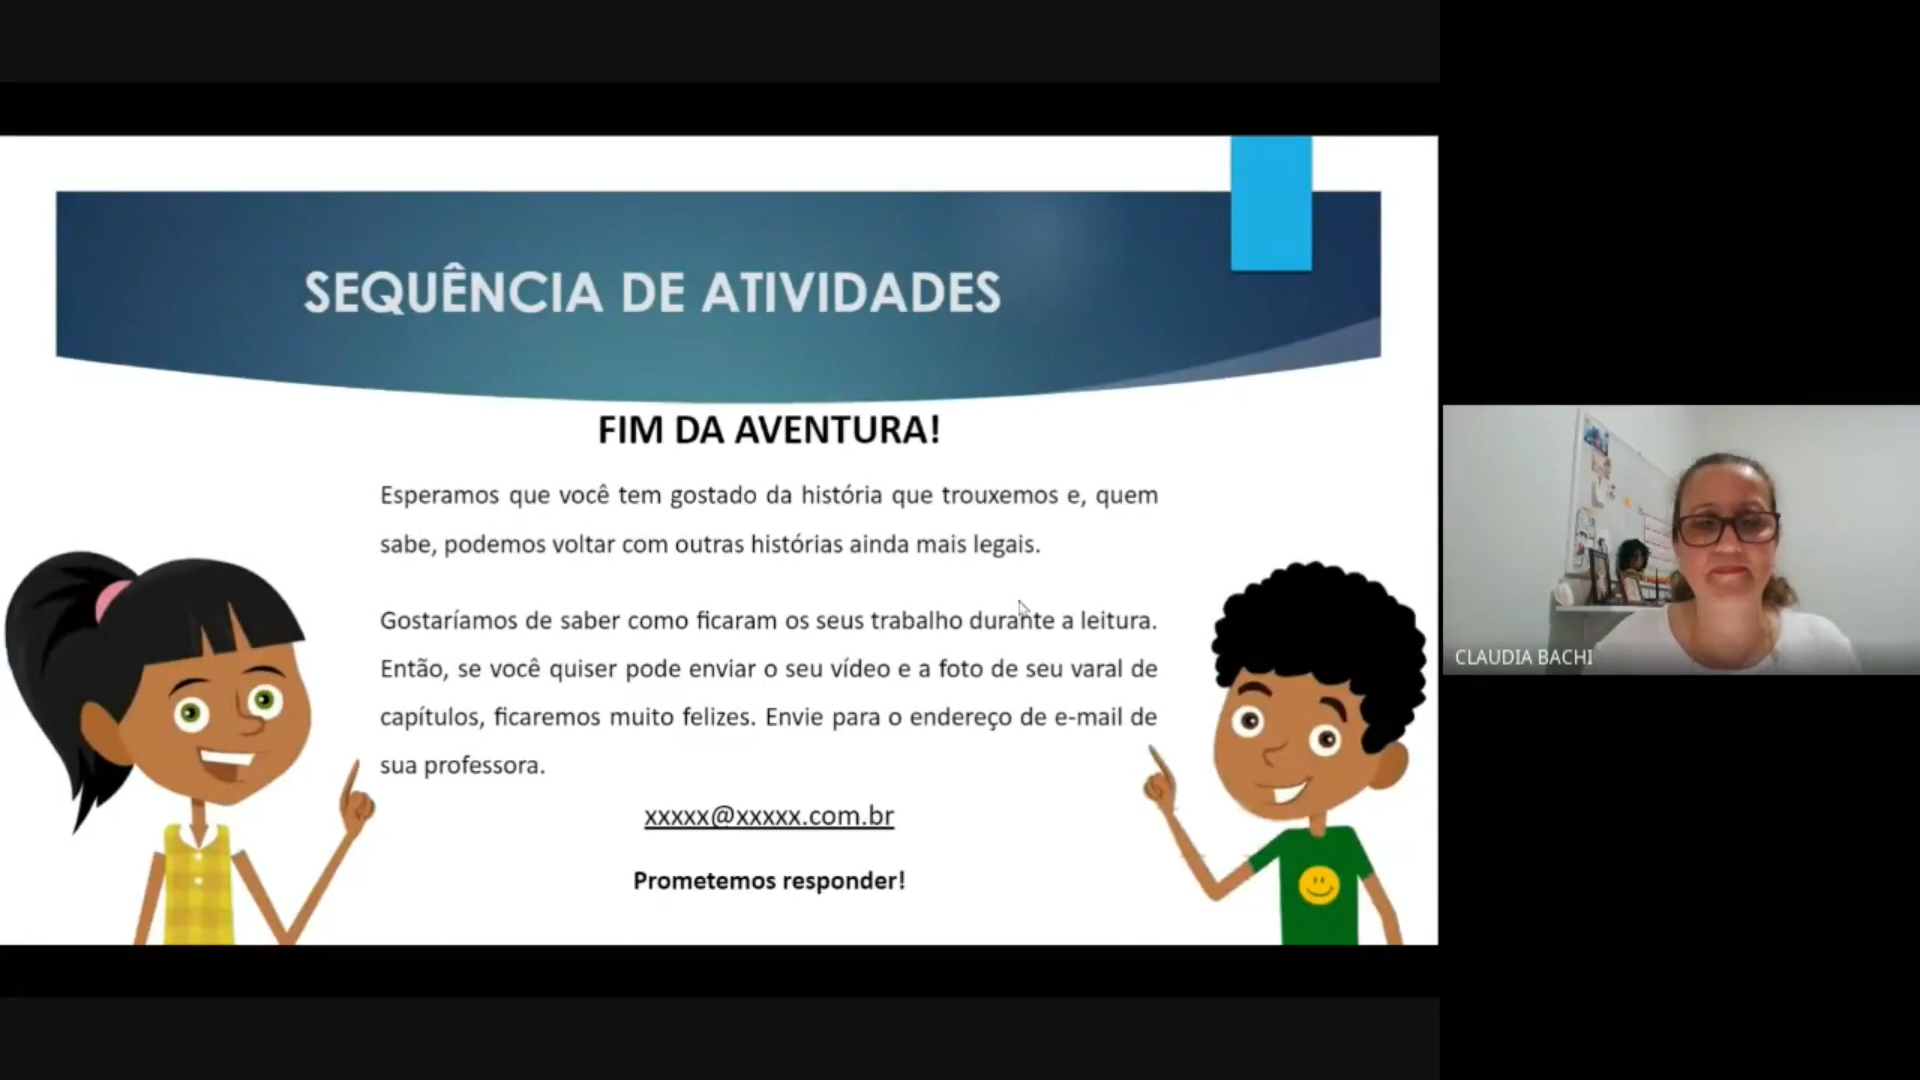 SEQUÊNCIA DE ATIVIDADES
FIM DA AVENTURA!
Esperamos que você tem gostado da história que trouxemos e, quem
sabe, podemos voltar com outras histórias ainda mais legais.
Gostaríamos de saber como ficaram os seus trabalho durante a leitura.
Então, se você quiser pode enviar o seu vídeo e a foto de seu varal de
capítulos, ficaremos muito felizes. Envie para o endereço de e-mail de
sua professora.
xxxxx@xxxxx.com.br
Prometemos responder!
CLAUDIA BACHI